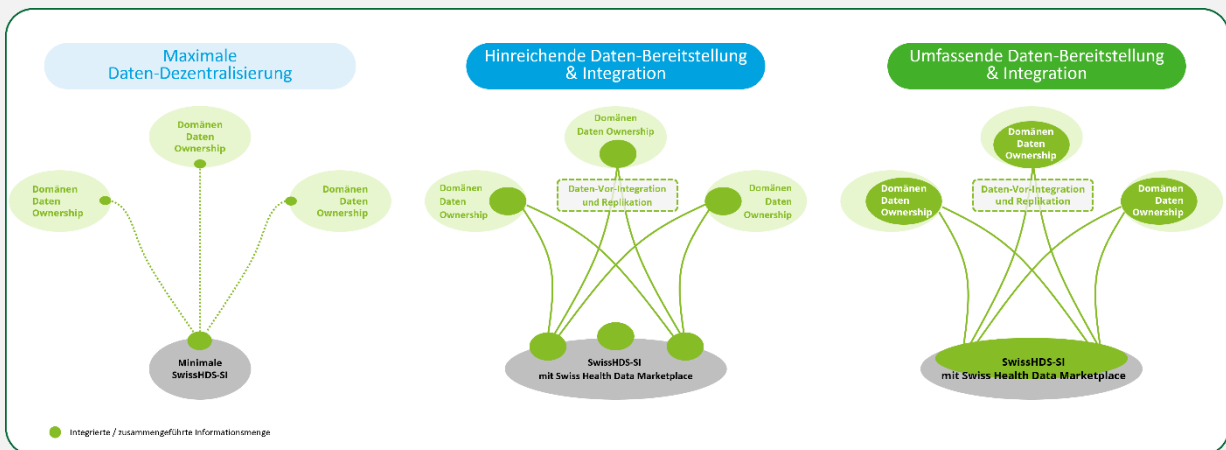 Maximale
Daten-Dezentralisierung
Domänen
Daten
Ownership
Domänen
Daten
Ownership
Domänen
Daten
Ownership
Minimale
SwissHDS-SI
Integrierte / zusammengeführte Informationsmenge
Hinreichende Daten-Bereitstellung
& Integration
Domänen
Daten Ownership
Domänen
Daten
Ownership
Daten-Vor-Integration
und Replikation
Domänen
Daten
Ownership
SwissHDS-SI
mit Swiss Health Data Marketplace
Umfassende Daten-Bereitstellung
& Integration
Domänen
Daten
Ownership
Domänen
Daten
Ownership
Daten-Vor-Integration
und Replikation
Domänen
Daten
Ownership
SwissHDS-SI
mit Swiss Health Data Marketplace